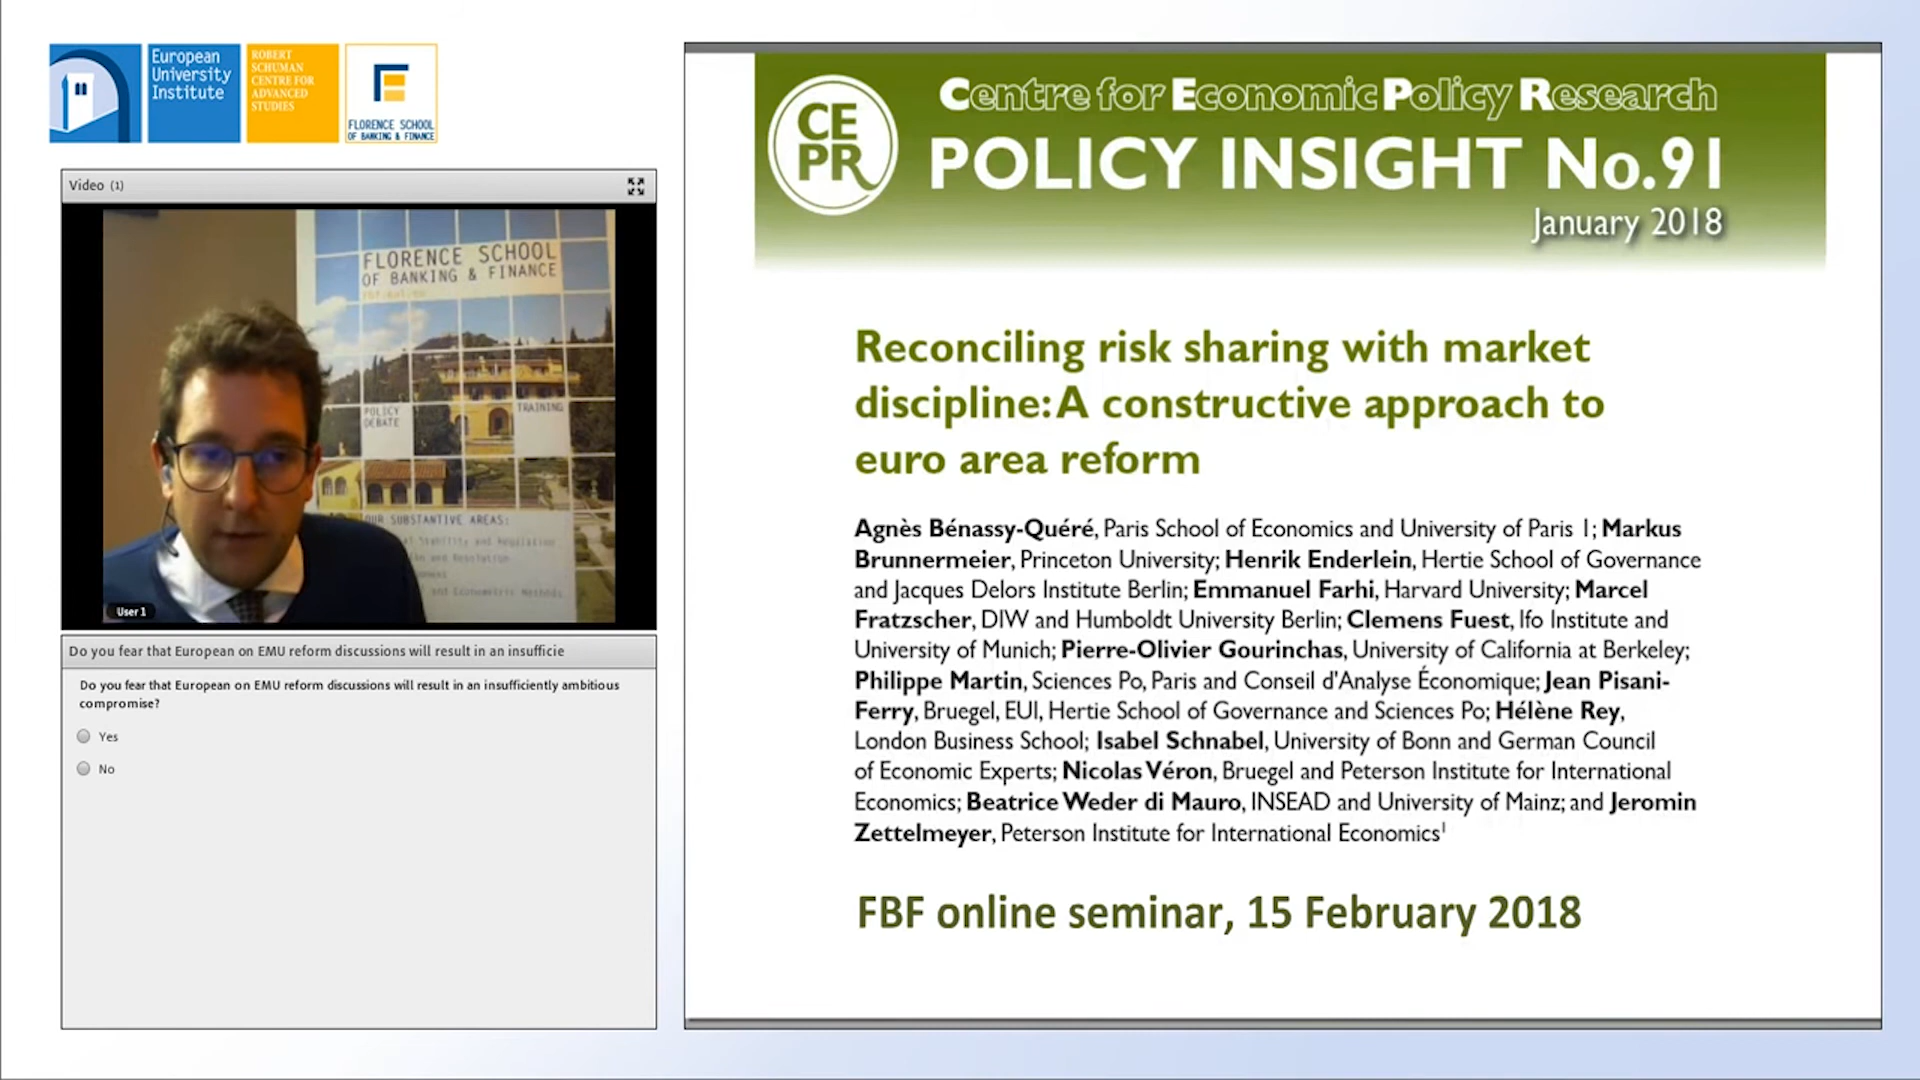 European
University
Institute
ROBERT
SCHUMAN
CENTRE FOR
ADVANCED
STUDIES
FLORENCE SCHOOL
OF BANKING & FINANCE
Video (1)
FLORENCE SCHOOL
OF BANKING & FINANCE
POLICY
DEBATE
TRAINING
OUR SUBSTANTIVE AREAS:
Stability and Regulation
and Resolution
and Econometric Methods
User 1
Do you fear that European on EMU reform discussions will result in an insufficie
Do you fear that European on EMU reform discussions will result in an insufficiently ambitious
compromise?
Yes
No
CE
PR
Centre for Economic Policy Research
POLICY INSIGHT No.91
January 2018
Reconciling risk sharing with market
discipline: A constructive approach to
euro area reform
Agnès Bénassy-Quéré, Paris School of Economics and University of Paris 1; Markus
Brunnermeier, Princeton University; Henrik Enderlein, Hertie School of Governance
and Jacques Delors Institute Berlin; Emmanuel Farhi, Harvard University; Marcel
Fratzscher, DIW and Humboldt University Berlin; Clemens Fuest, Ifo Institute and
University of Munich; Pierre-Olivier Gourinchas, University of California at Berkeley;
Philippe Martin, Sciences Po, Paris and Conseil d'Analyse Économique; Jean Pisani-
Ferry, Bruegel, EUI, Hertie School of Governance and Sciences Po; Hélène Rey,
London Business School; Isabel Schnabel, University of Bonn and German Council
of Economic Experts; Nicolas Véron, Bruegel and Peterson Institute for International
Economics; Beatrice Weder di Mauro, INSEAD and University of Mainz; and Jeromin
Zettelmeyer, Peterson Institute for International Economics¹
FBF online seminar, 15 February 2018